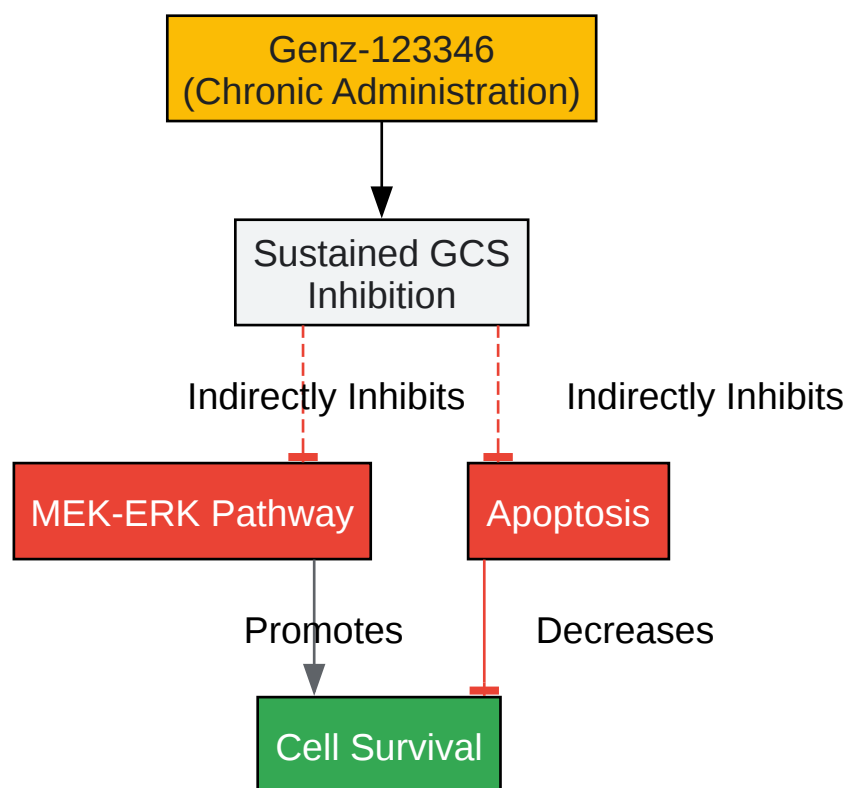 Genz-123346
(Chronic Administration)
Sustained GCS
Inhibition
Indirectly Inhibits
Indirectly Inhibits
MEK-ERK Pathway
Apoptosis
Promotes
Decreases
Cell Survival